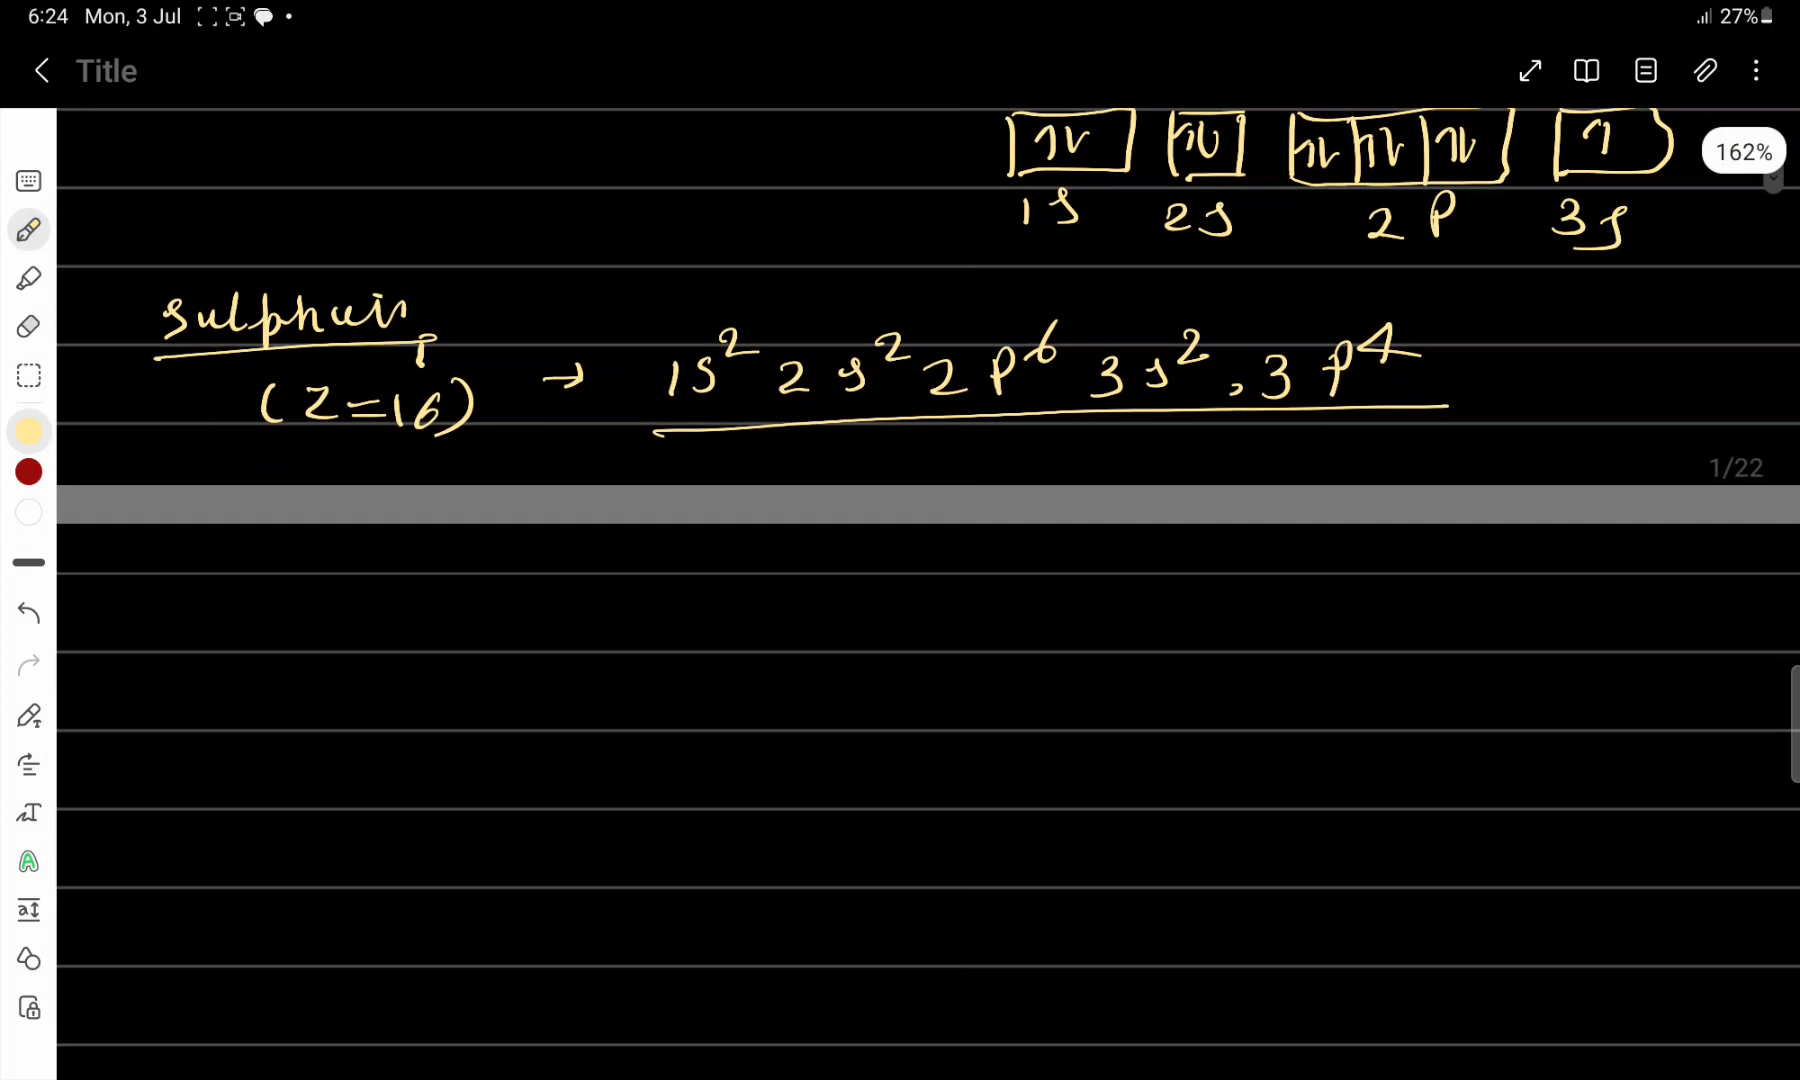 6:24 Mon, 3 Jul 27%
Title
162%
1s 2s 2p 3s
sulphur
(Z=16) → 1s² 2s² 2p⁶ 3s², 3p⁴
1/22